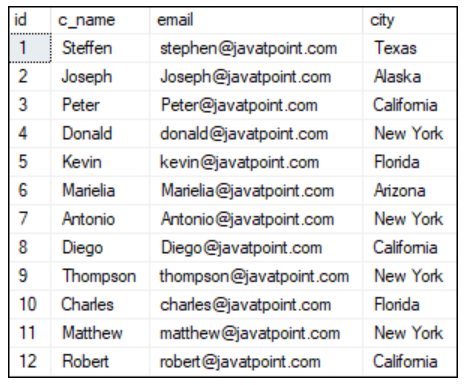 id c_name email city
1 Steffen stephen@javatpoint.com Texas
2 Joseph Joseph@javatpoint.com Alaska
3 Peter Peter@javatpoint.com California
4 Donald donald@javatpoint.com New York
5 Kevin kevin@javatpoint.com Florida
6 Marielia Marielia@javatpoint.com Arizona
7 Antonio Antonio@javatpoint.com New York
8 Diego Diego@javatpoint.com California
9 Thompson thompson@javatpoint.com New York
10 Charles charles@javatpoint.com Florida
11 Matthew matthew@javatpoint.com New York
12 Robert robert@javatpoint.com California